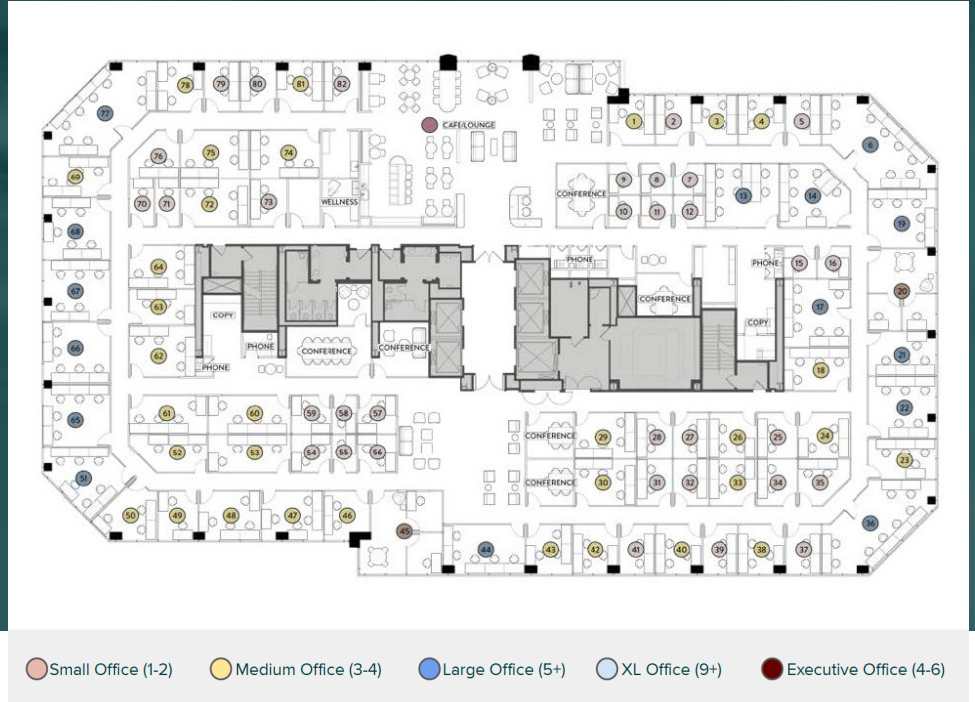 78 79 80 81 82
77
CAFE/LOUNGE
1 2 3 4 5
6
76 75 74
69
70 71 72 73
WELLNESS
CONFERENCE
9 8 7
10 11 12
13 14
68
19
64
PHONE
PHONE
15 16
67
63
COPY
CONFERENCE
17
20
COPY
66
62
PHONE
PHONE
CONFERENCE
CONFERENCE
18
21
65
61 60 59 58 57
22
52 53 54 55 56
CONFERENCE
29 28 27 26 25 24
23
51
CONFERENCE
30 31 32 33 34 35
50 49 48 47 46
45
36
44 43 42 41 40 39 38 37
Small Office (1-2)
Medium Office (3-4)
Large Office (5+)
XL Office (9+)
Executive Office (4-6)